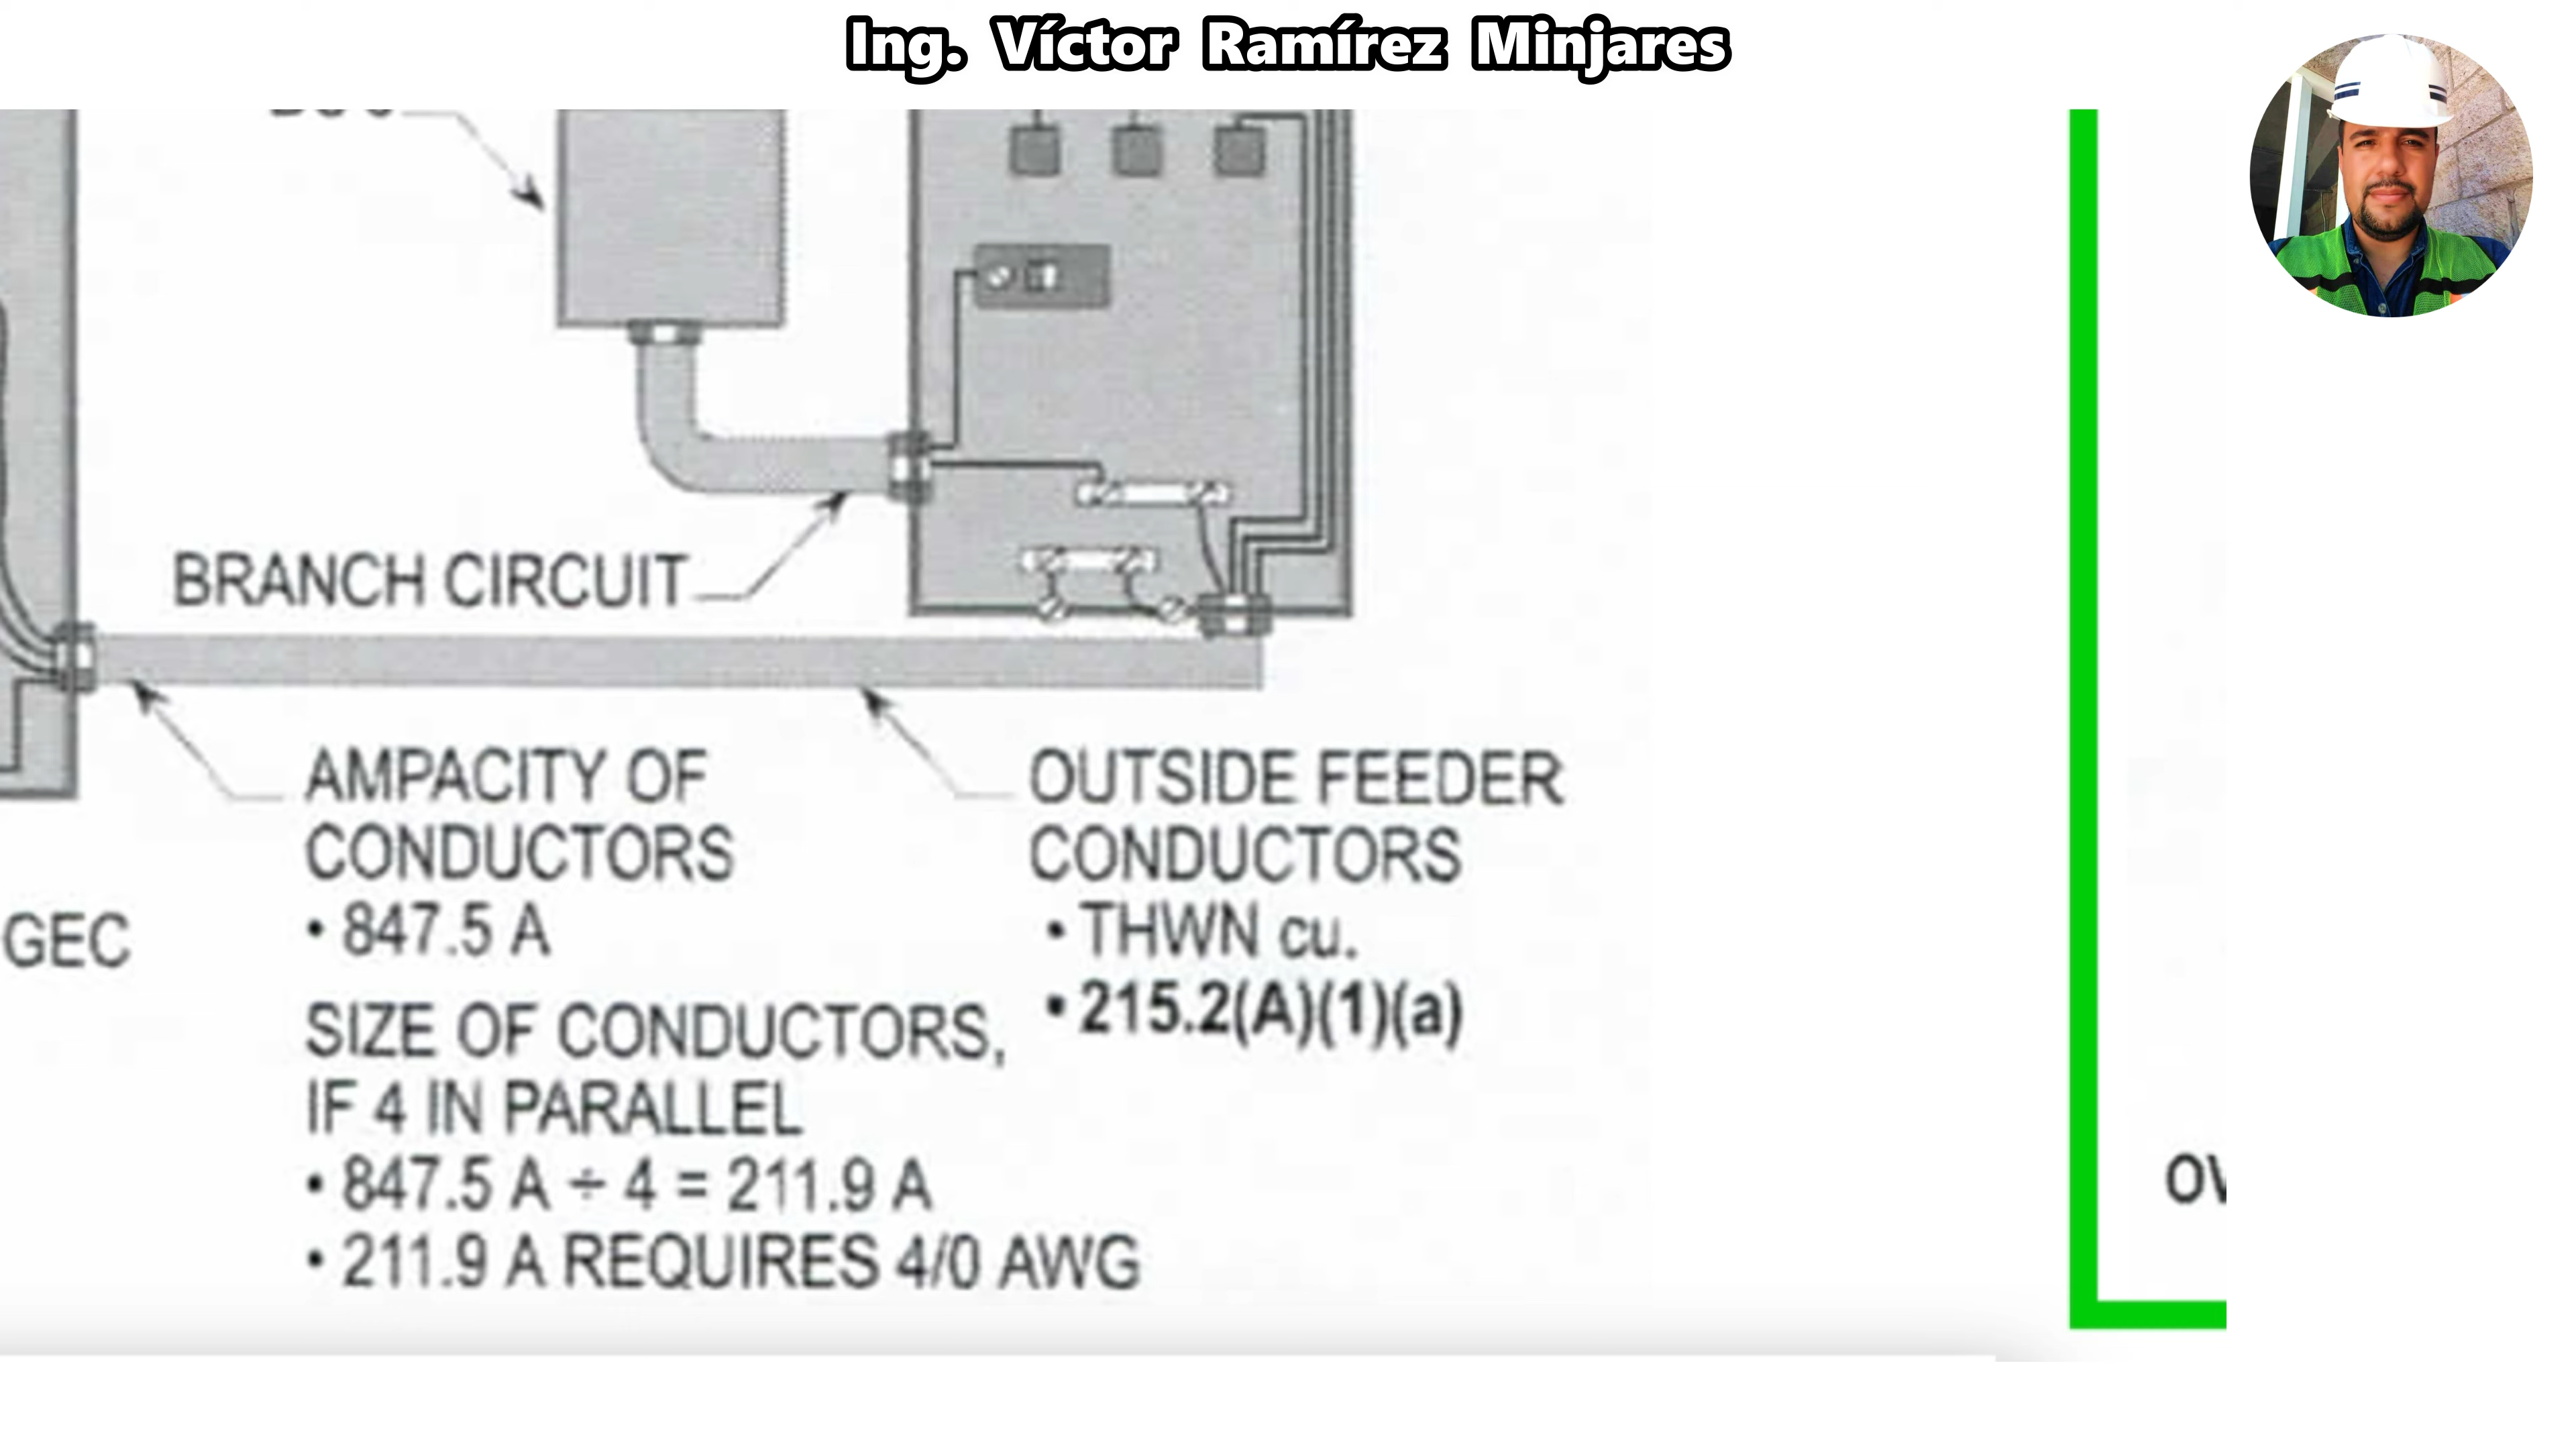 Ing. Víctor Ramírez Minjares
BRANCH CIRCUIT
GEC
AMPACITY OF
CONDUCTORS
• 847.5 A
SIZE OF CONDUCTORS,
IF 4 IN PARALLEL
• 847.5 A ÷ 4 = 211.9 A
• 211.9 A REQUIRES 4/0 AWG
OUTSIDE FEEDER
CONDUCTORS
• THWN cu.
• 215.2(A)(1)(a)